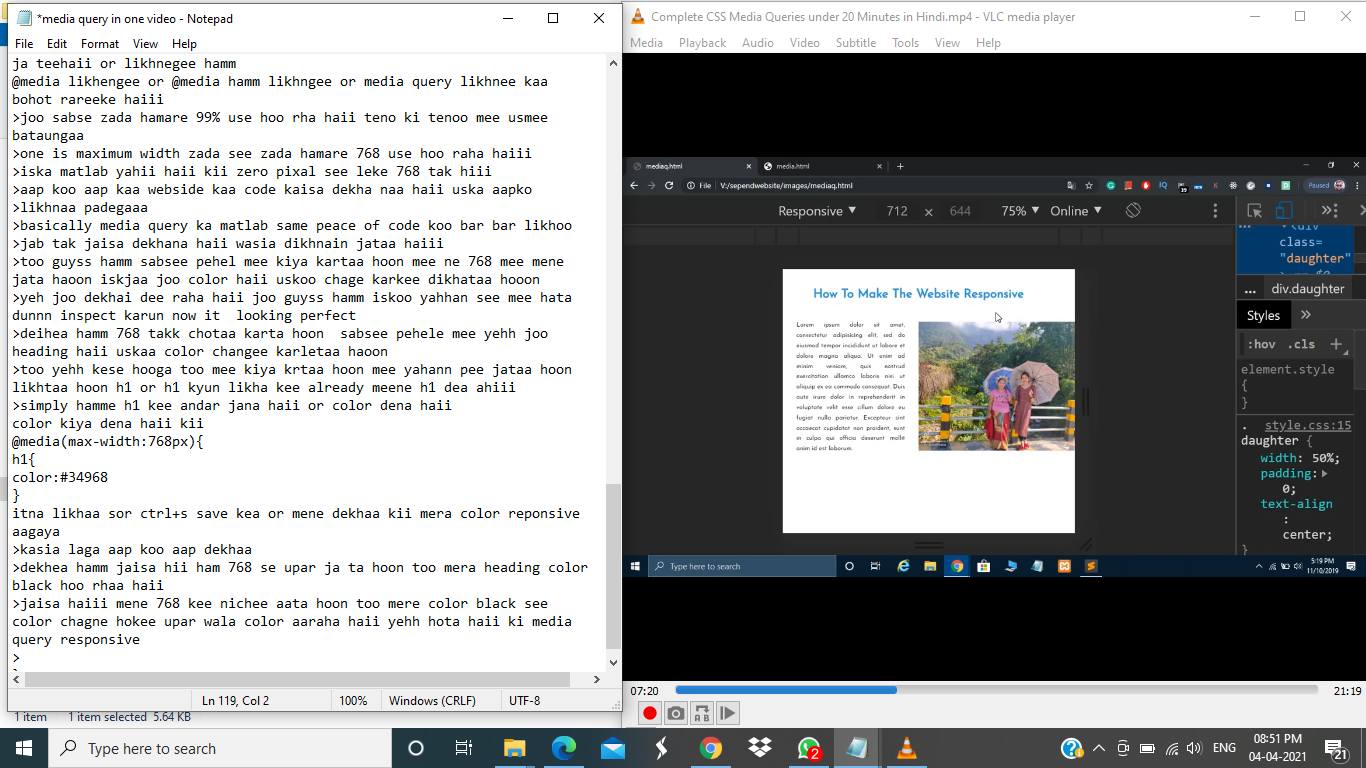 *media query in one video - Notepad
File Edit Format View Help
ja teehaii or likhnegee hamm
@media likhengee or @media hamm likhngee or media query likhnee kaa
bohot rareeke haiii
>joo sabse zada hamare 99% use hoo rha haii teno ki tenoo mee usmee
bataungaa
>one is maximum width zada see zada hamare 768 use hoo raha haiii
>iska matlab yahii haii kii zero pixal see leke 768 tak hiii
>aap koo aap kaa webside kaa code kaisa dekha naa haii uska aapko
>likhnaa padegaaa
>basically media query ka matlab same peace of code koo bar bar likhoo
>jab tak jaisa dekhana haii wasia dikhnain jataa haiii
>too guyss hamm sabsee pehel mee kiya kartaa hoon mee ne 768 mee mene
jata haoon iskjaa joo color haii uskoo chage karkee dikhataa hooon
>yeh joo dekhai dee raha haii joo guyss hamm iskoo yahhan see mee hata
dunnn inspect karun now it  looking perfect
>deihea hamm 768 takk chotaa karta hoon  sabsee pehele mee yehh joo
heading haii uskaa color changee karletaa haoon
>too yehh kese hooga too mee kiya krtaa hoon mee yahann pee jataa hoon
likhtaa hoon h1 or h1 kyun likha kee already meene h1 dea ahiii
>simply hamme h1 kee andar jana haii or color dena haii
color kiya dena haii kii
@media(max-width:768px){
h1{
color:#34968
}
itna likhaa sor ctrl+s save kea or mene dekhaa kii mera color reponsive
aagaya
>kasia laga aap koo aap dekhaa
>dekhea hamm jaisa hii ham 768 se upar ja ta hoon too mera heading color
black hoo rhaa haii
>jaisa haiii mene 768 kee nichee aata hoon too mere color black see
color chagne hokee upar wala color aaraha haii yehh hota haii ki media
query responsive
>
Ln 119, Col 2 100% Windows (CRLF) UTF-8
1 item 1 item selected 5.64 KB
Complete CSS Media Queries under 20 Minutes in Hindi.mp4 - VLC media player
Media Playback Audio Video Subtitle Tools View Help
mediaq.html media.html
File V:/sependwebsite/images/mediaq.html Paused
Responsive 712 × 644 75% Online
How To Make The Website Responsive
Lorem ipsum dolor sit amet,
consectetur adipisicing elit, sed do
eiusmod tempor incididunt ut labore et
dolore magna aliqua. Ut enim ad
minim veniam, quis nostrud
exercitation ullamco laboris nisi ut
aliquip ex ea commodo consequat. Duis
aute irure dolor in reprehenderit in
voluptate velit esse cillum dolore eu
fugiat nulla pariatur. Excepteur sint
occaecat cupidatat non proident, sunt
in culpa qui officia deserunt mollit
anim id est laborum.
<div
class=
"daughter"
... div.daughter
Styles
:hov .cls +
element.style
{
}
style.css:15
.
daughter {
width: 50%;
padding:
0;
text-align
:
center;
}
Type here to search
5:19 PM
11/10/2019
07:20 21:19
Type here to search
2
ENG
08:51 PM
04-04-2021
21